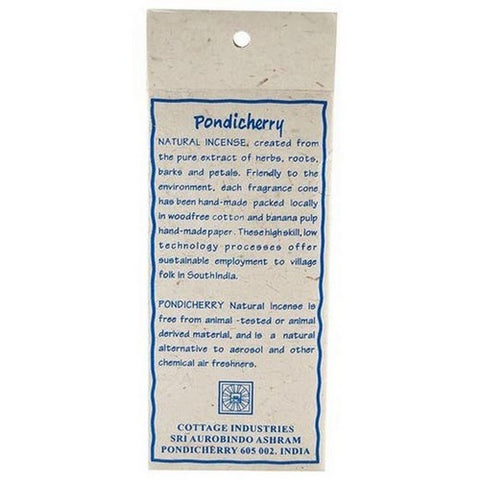 Pondicherry
NATURAL INCENSE, created from
the pure extract of herbs, roots,
barks and petals. Friendly to the
environment, each fragrance cone
has been hand-made packed locally
in woodfree cotton and banana pulp
hand-made paper. These high skill, low
technology processes offer
sustainable employment to village
folk in South India.
PONDICHERRY Natural Incense is
free from animal -tested or animal
derived material, and is a natural
alternative to aerosol and other
chemical air freshners.
COTTAGE INDUSTRIES
SRI AUROBINDO ASHRAM
PONDICHERRY 605 002. INDIA